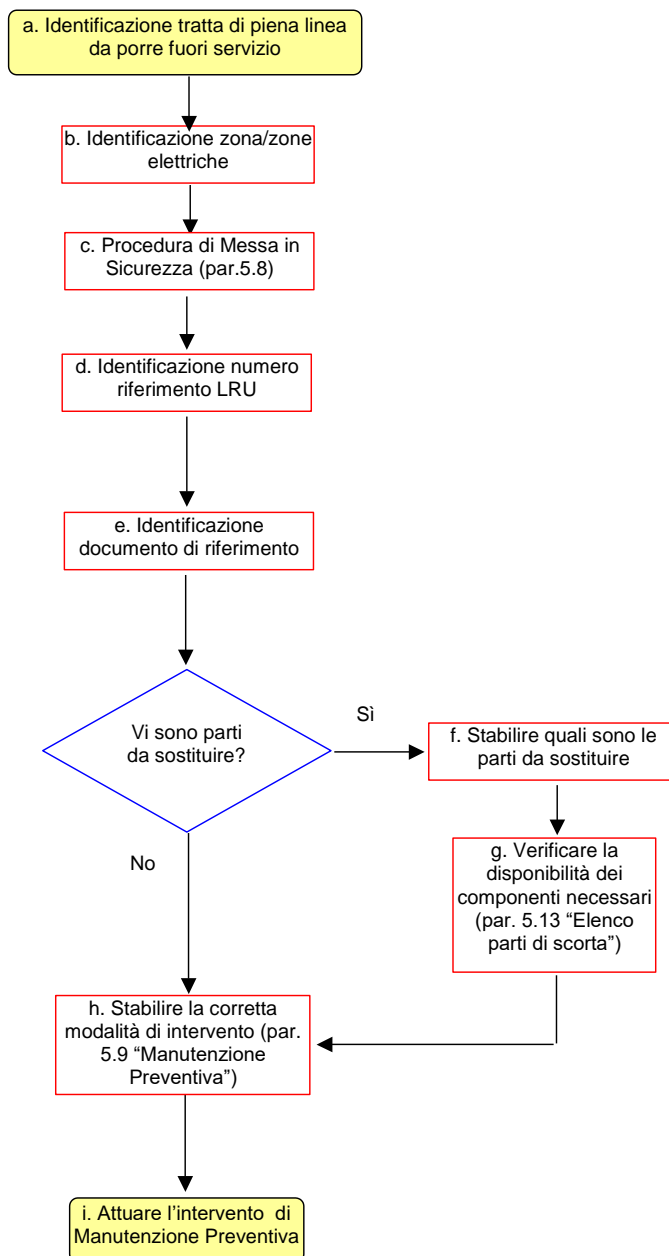 a. Identificazione tratta di piena linea
da porre fuori servizio
b. Identificazione zona/zone
elettriche
c. Procedura di Messa in
Sicurezza (par.5.8)
d. Identificazione numero
riferimento LRU
e. Identificazione
documento di riferimento
Vi sono parti
da sostituire?
Sì
f. Stabilire quali sono le
parti da sostituire
No
g. Verificare la
disponibilità dei
componenti necessari
(par. 5.13 “Elenco
parti di scorta”)
h. Stabilire la corretta
modalità di intervento (par.
5.9 “Manutenzione
Preventiva”)
i. Attuare l’intervento di
Manutenzione Preventiva